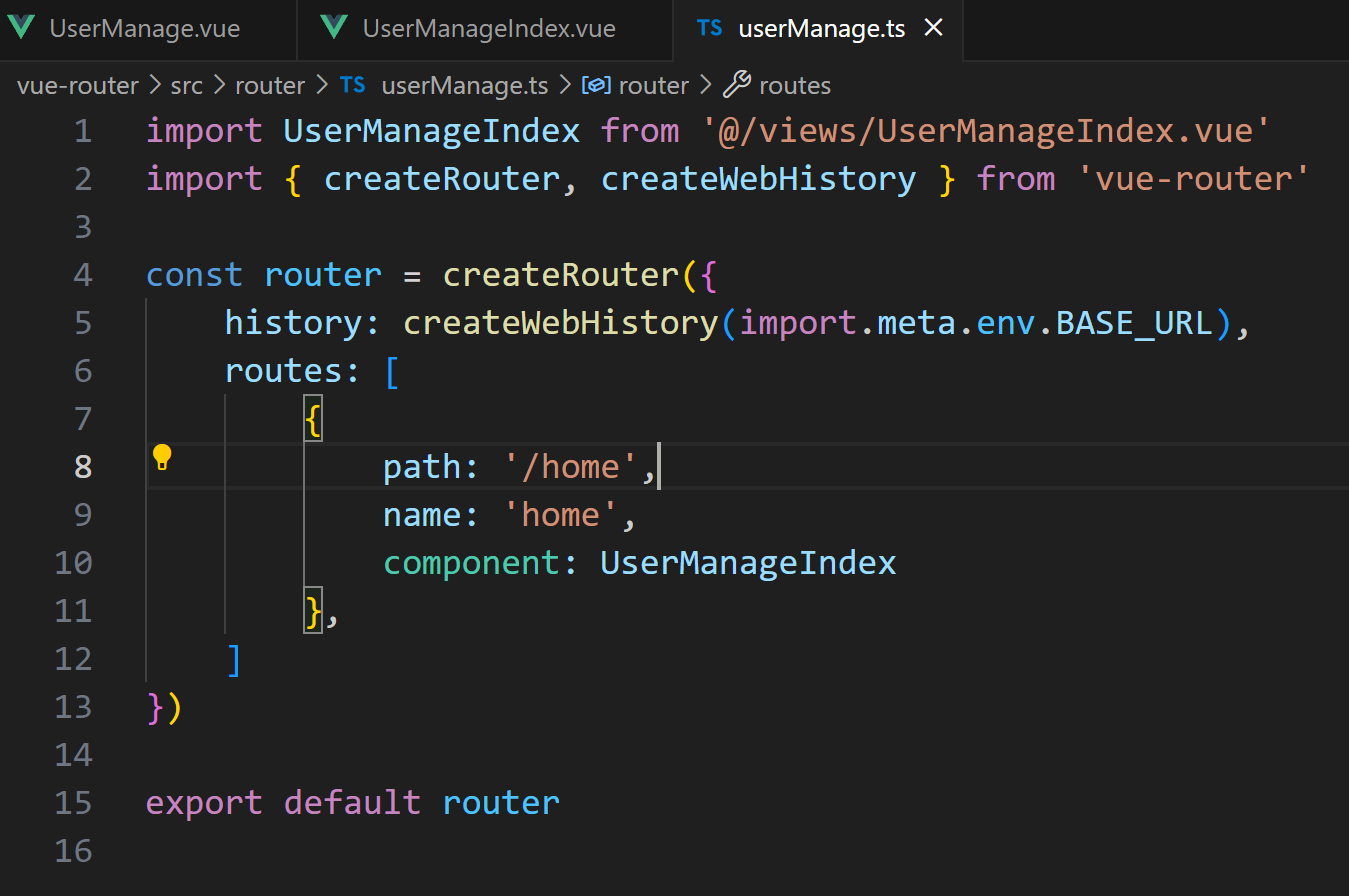 UserManage.vue UserManageIndex.vue TS userManage.ts
vue-router > src > router > TS userManage.ts > router > routes
1 import UserManageIndex from '@/views/UserManageIndex.vue'
2 import { createRouter, createWebHistory } from 'vue-router'
3
4 const router = createRouter({
5     history: createWebHistory(import.meta.env.BASE_URL),
6     routes: [
7         {
8             path: '/home',
9             name: 'home',
10             component: UserManageIndex
11         },
12     ]
13 })
14
15 export default router
16